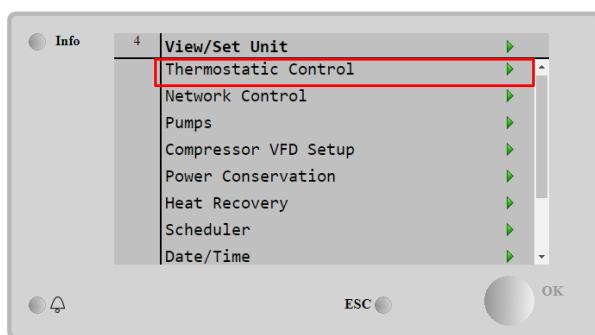 Info
4 View/Set Unit
Thermostatic Control
Network Control
Pumps
Compressor VFD Setup
Power Conservation
Heat Recovery
Scheduler
Date/Time
ESC
OK